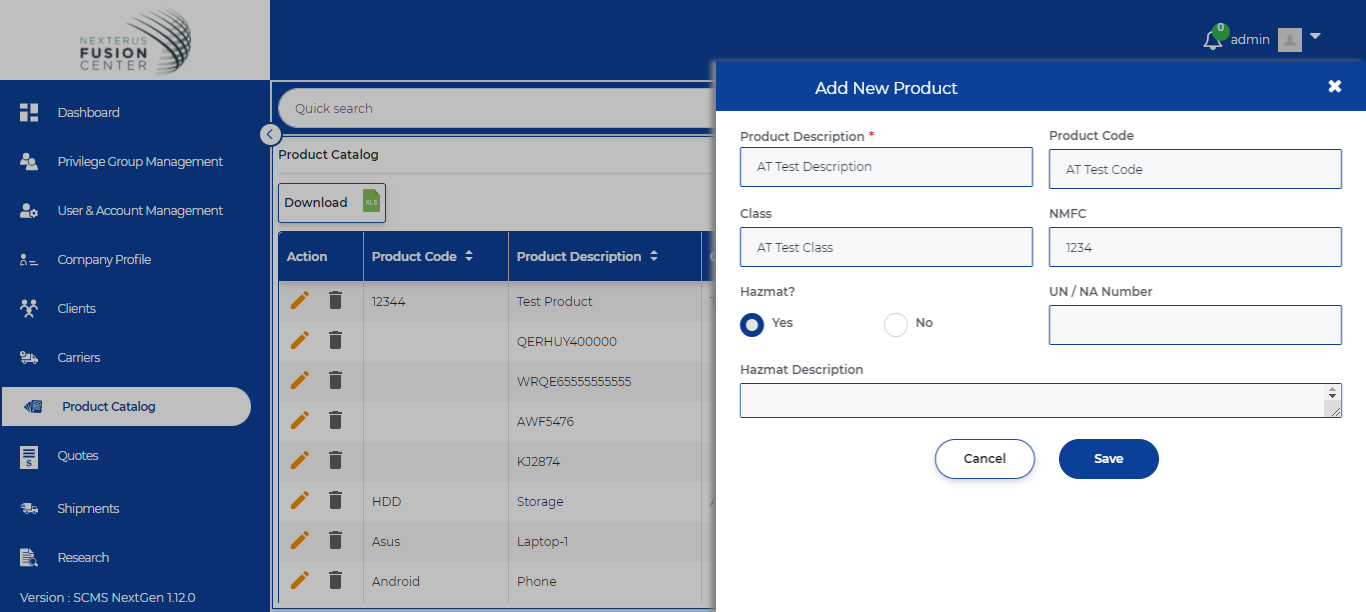 NEXTERUS
FUSION
CENTER
0
admin
Dashboard
Privilege Group Management
User & Account Management
Company Profile
Clients
Carriers
Product Catalog
Quotes
Shipments
Research
Version : SCMS NextGen 1.12.0
Quick search
Product Catalog
Download XLS
Action Product Code Product Description
12344 Test Product
QERHUY400000
WRQE65555555555
AWF5476
KJ2874
HDD Storage
Asus Laptop-1
Android Phone
Add New Product
Product Description * Product Code
AT Test Description AT Test Code
Class NMFC
AT Test Class 1234
Hazmat? UN / NA Number
Yes No
Hazmat Description
Cancel Save